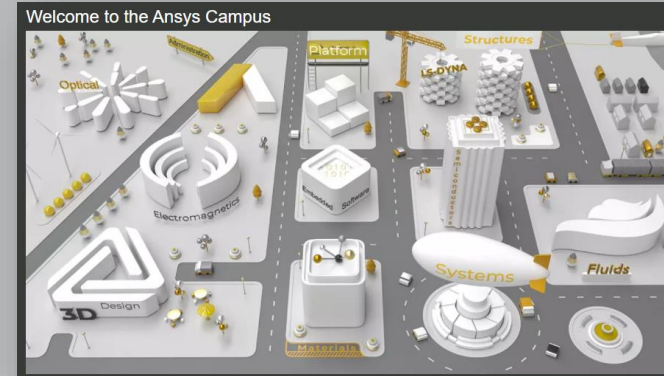 Welcome to the Ansys Campus
Administration
Optical
Platform
Structures
LS-DYNA
Electromagnetics
Embedded Software
Semiconductors
3D Design
Systems
Fluids
Materials